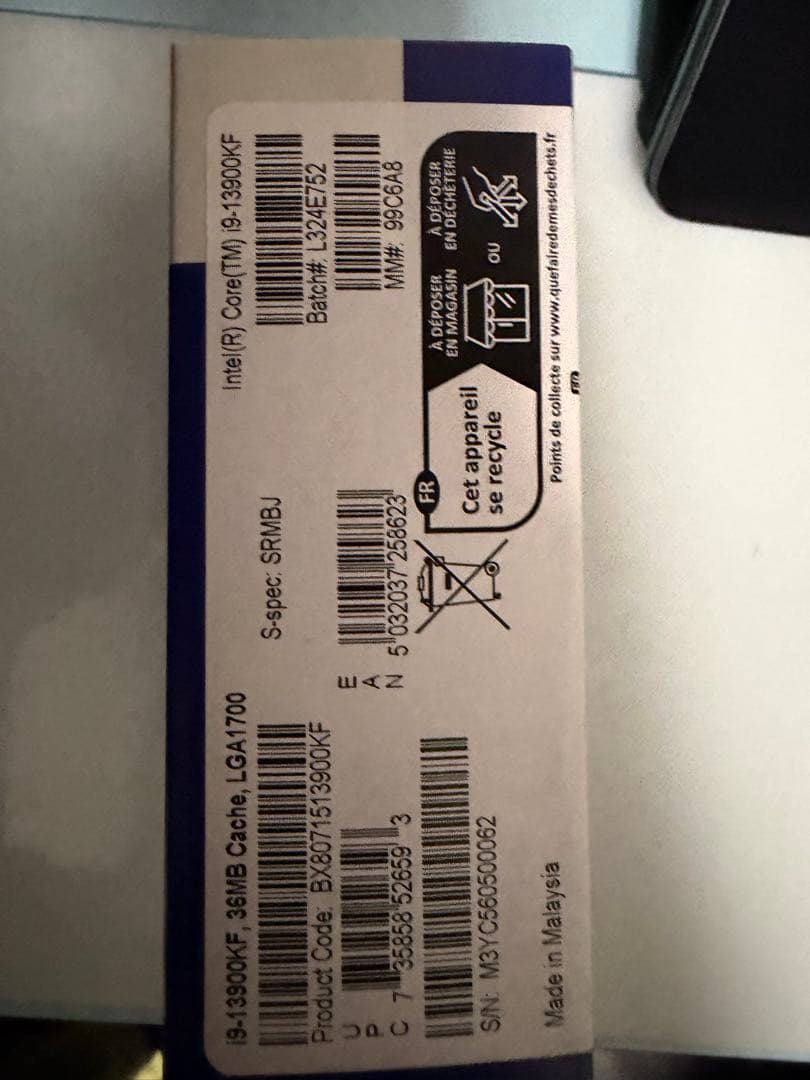 i9-13900KF, 36MB Cache, LGA1700
Product Code: BX8071513900KF
UPC 7 35858 52659 3
S/N: M3YC560500062
Made in Malaysia
S-spec: SRMBJ
EAN 5 032037 258623
Intel(R) Core(TM) i9-13900KF
Batch#: L324E752
MM#: 99C6A8
FR
Cet appareil
se recycle
À DÉPOSER
EN MAGASIN
OU
À DÉPOSER
EN DÉCHÈTERIE
Points de collecte sur www.quefairedemesdechets.fr